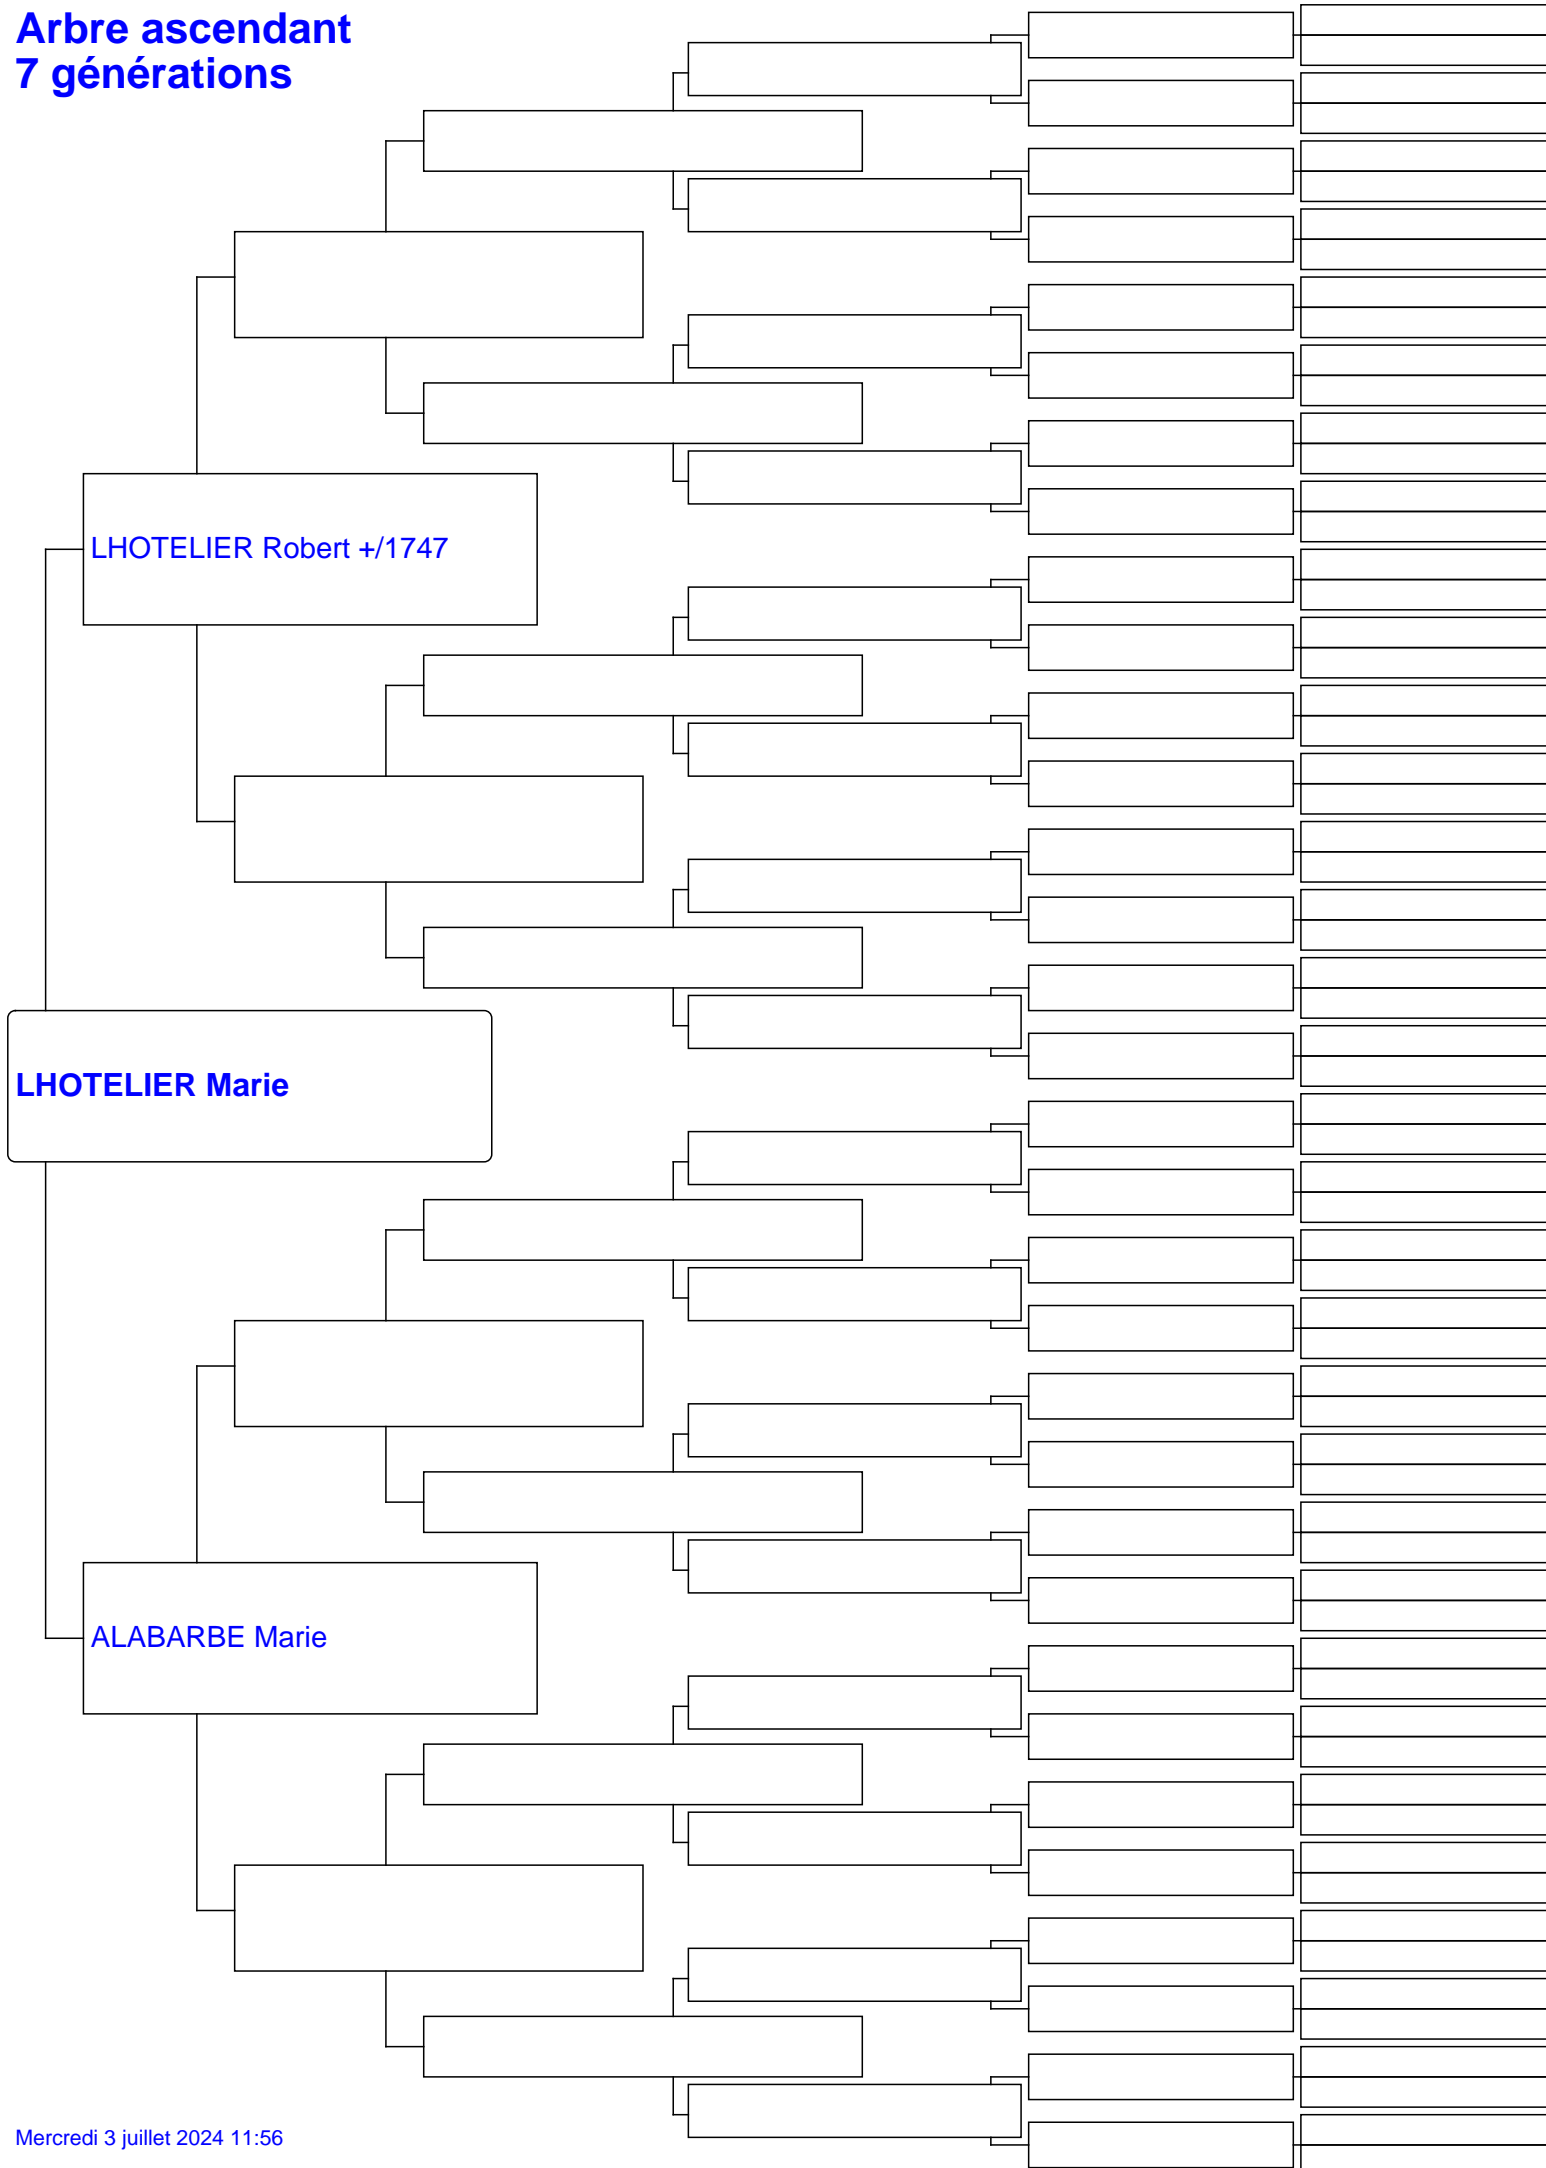 Arbre ascendant
7 générations
LHOTELIER Robert +/1747
LHOTELIER Marie
ALABARBE Marie
Mercredi 3 juillet 2024 11:56